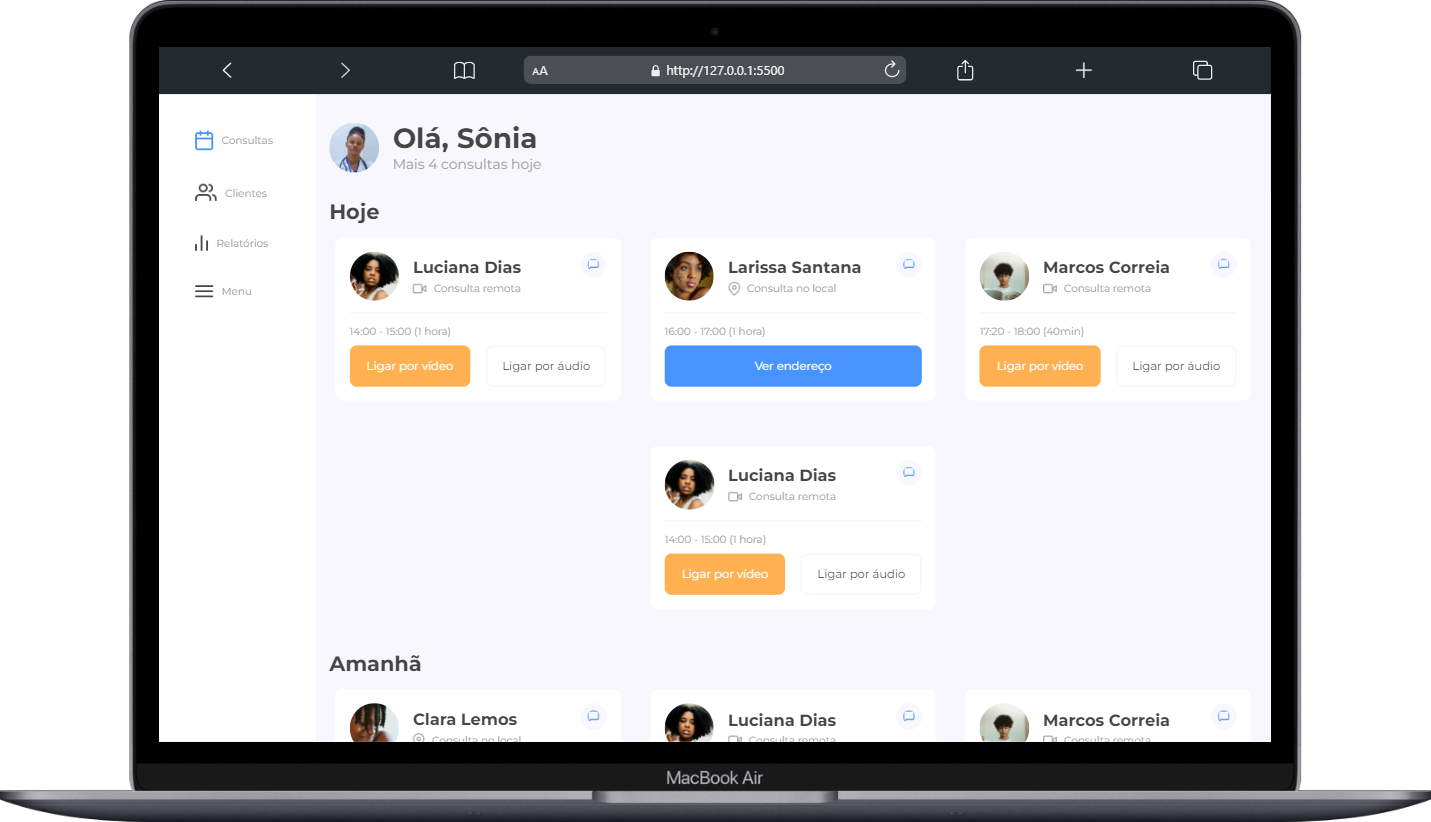 AA
http://127.0.0.1:5500
Consultas
Clientes
Relatórios
Menu
Olá, Sônia
Mais 4 consultas hoje
Hoje
Luciana Dias
Consulta remota
14:00 - 15:00 (1 hora)
Ligar por vídeo
Ligar por áudio
Larissa Santana
Consulta no local
16:00 - 17:00 (1 hora)
Ver endereço
Marcos Correia
Consulta remota
17:20 - 18:00 (40min)
Ligar por vídeo
Ligar por áudio
Luciana Dias
Consulta remota
14:00 - 15:00 (1 hora)
Ligar por vídeo
Ligar por áudio
Amanhã
Clara Lemos
Consulta no local
Luciana Dias
Consulta remota
Marcos Correia
Consulta remota
MacBook Air